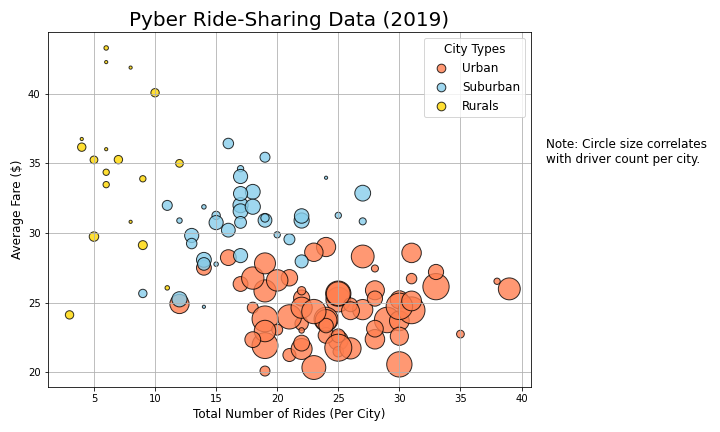 Pyber Ride-Sharing Data (2019)
City Types
Urban
Suburban
Rurals
Note: Circle size correlates
with driver count per city.
Average Fare ($)
40
35
30
25
20
5 10 15 20 25 30 35 40
Total Number of Rides (Per City)